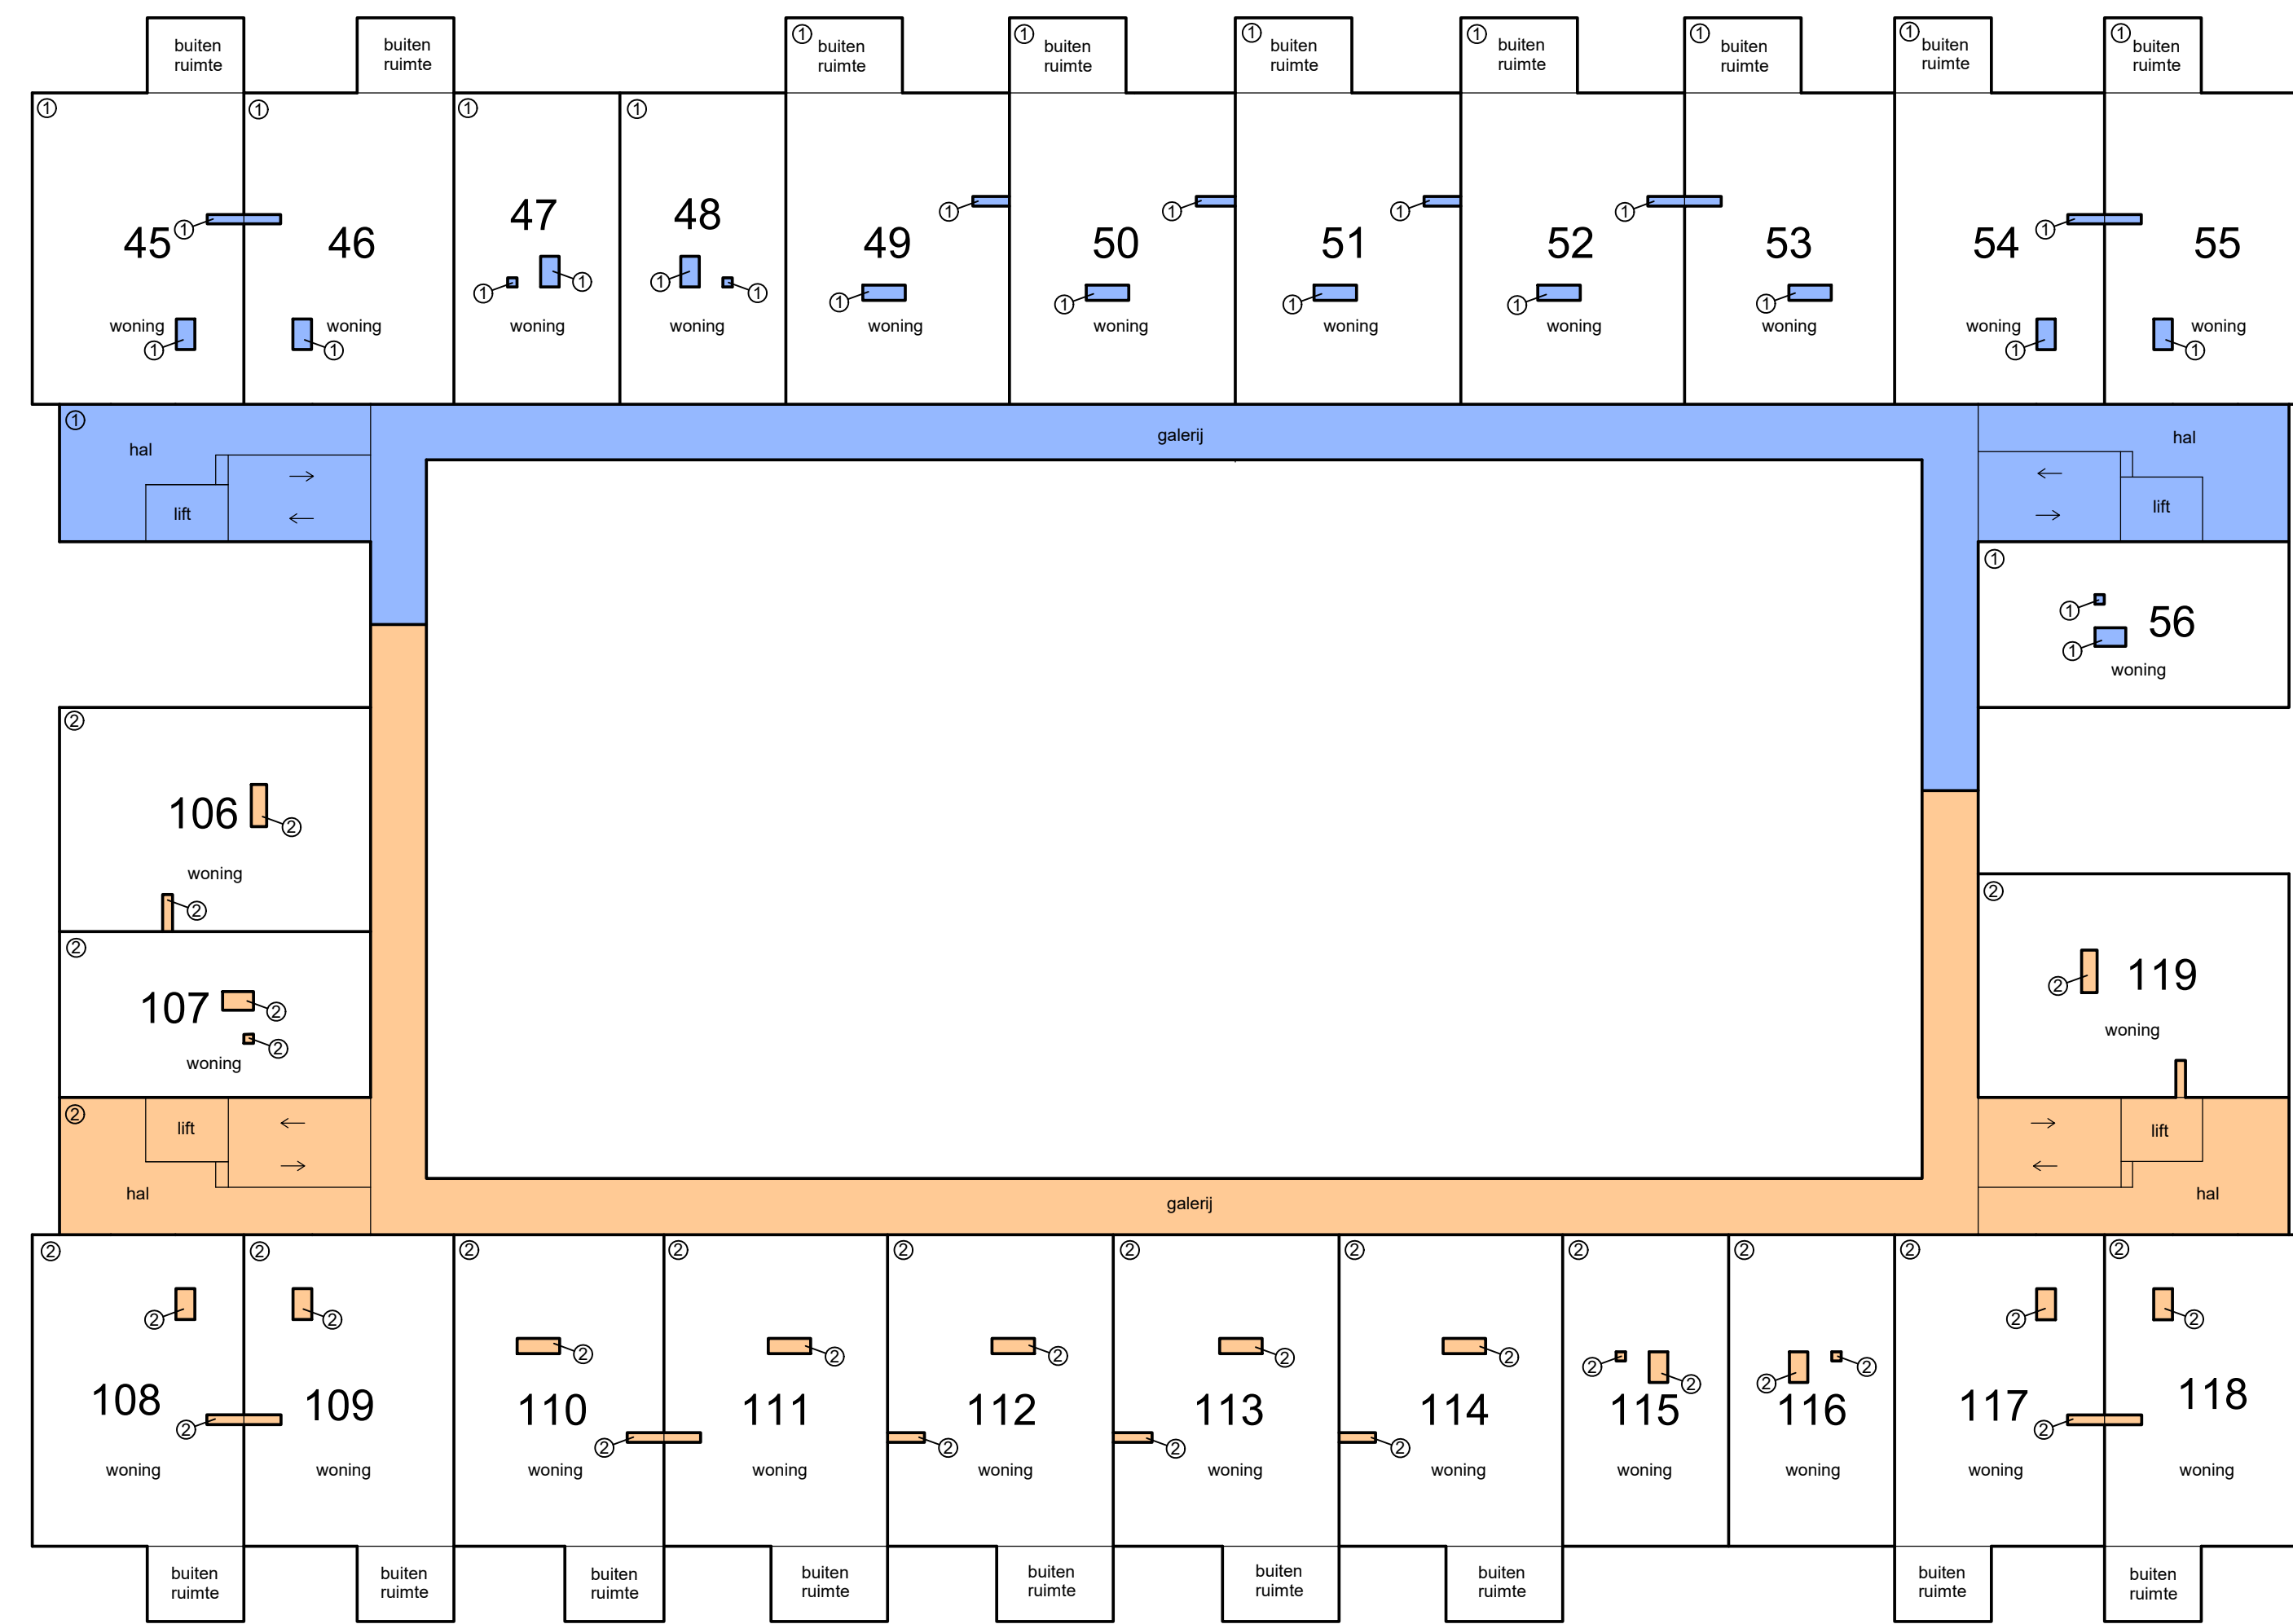 buiten
ruimte
buiten
ruimte
① buiten
ruimte
① buiten
ruimte
① buiten
ruimte
① buiten
ruimte
① buiten
ruimte
① buiten
ruimte
① buiten
ruimte
①
45
①
woning
①
①
46
woning
①
①
47
①
①
woning
①
48
①
①
woning
①
49
①
woning
①
50
①
woning
①
51
①
woning
①
52
①
woning
53
①
woning
①
54
woning
①
55
woning
①
①
hal
lift
galerij
hal
lift
①
①
56
①
woning
②
106
②
woning
②
②
107
②
②
woning
②
119
②
woning
②
lift
hal
galerij
lift
hal
②
②
108
②
woning
②
②
109
woning
②
②
110
②
woning
②
②
111
woning
②
②
112
②
woning
②
②
113
②
woning
②
②
114
②
woning
②
②
②
115
woning
②
②
②
116
woning
②
②
117
②
woning
②
②
118
woning
buiten
ruimte
buiten
ruimte
buiten
ruimte
buiten
ruimte
buiten
ruimte
buiten
ruimte
buiten
ruimte
buiten
ruimte
buiten
ruimte